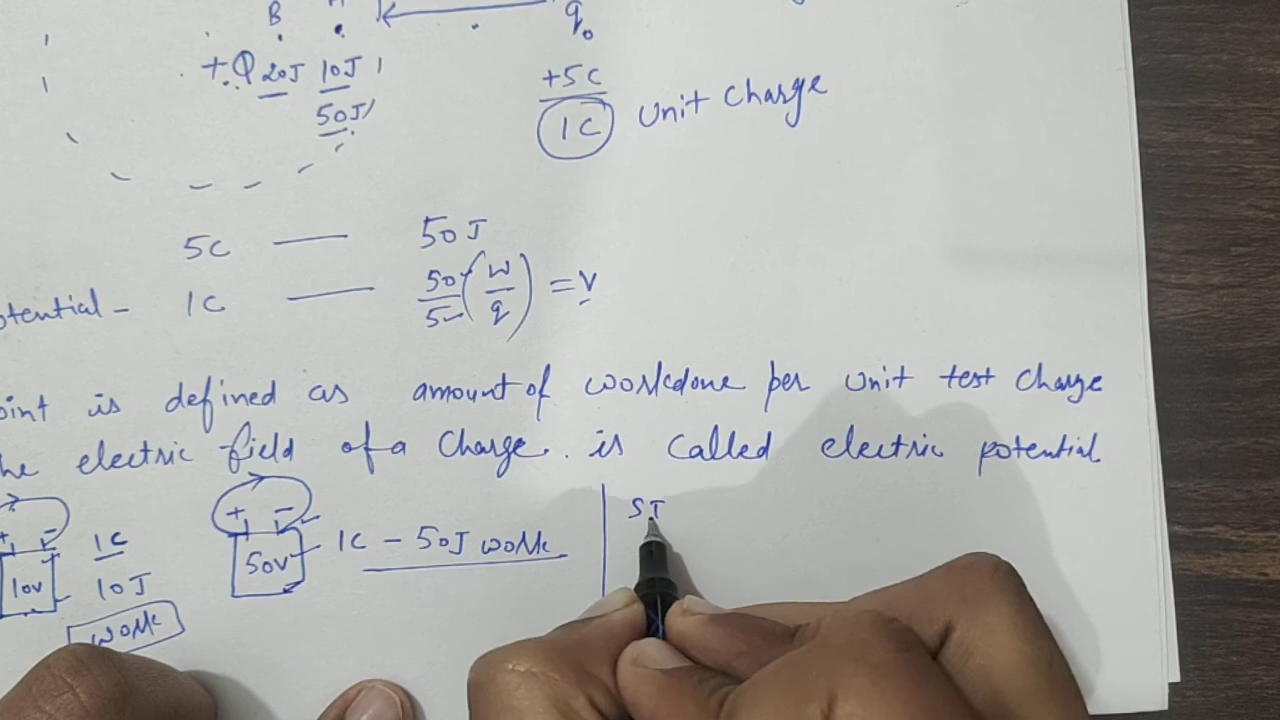 B
q₀
+Q 20J 10J
50J
+5C
1C unit charge
5C — 50J
otential - 1C — 50/5 (W/q) = V
oint is defined as amount of workdone per unit test charge
he electric field of a charge. is called electric potential
+ - 1C + - 1C - 50J work SI
10V 10J 50V
work